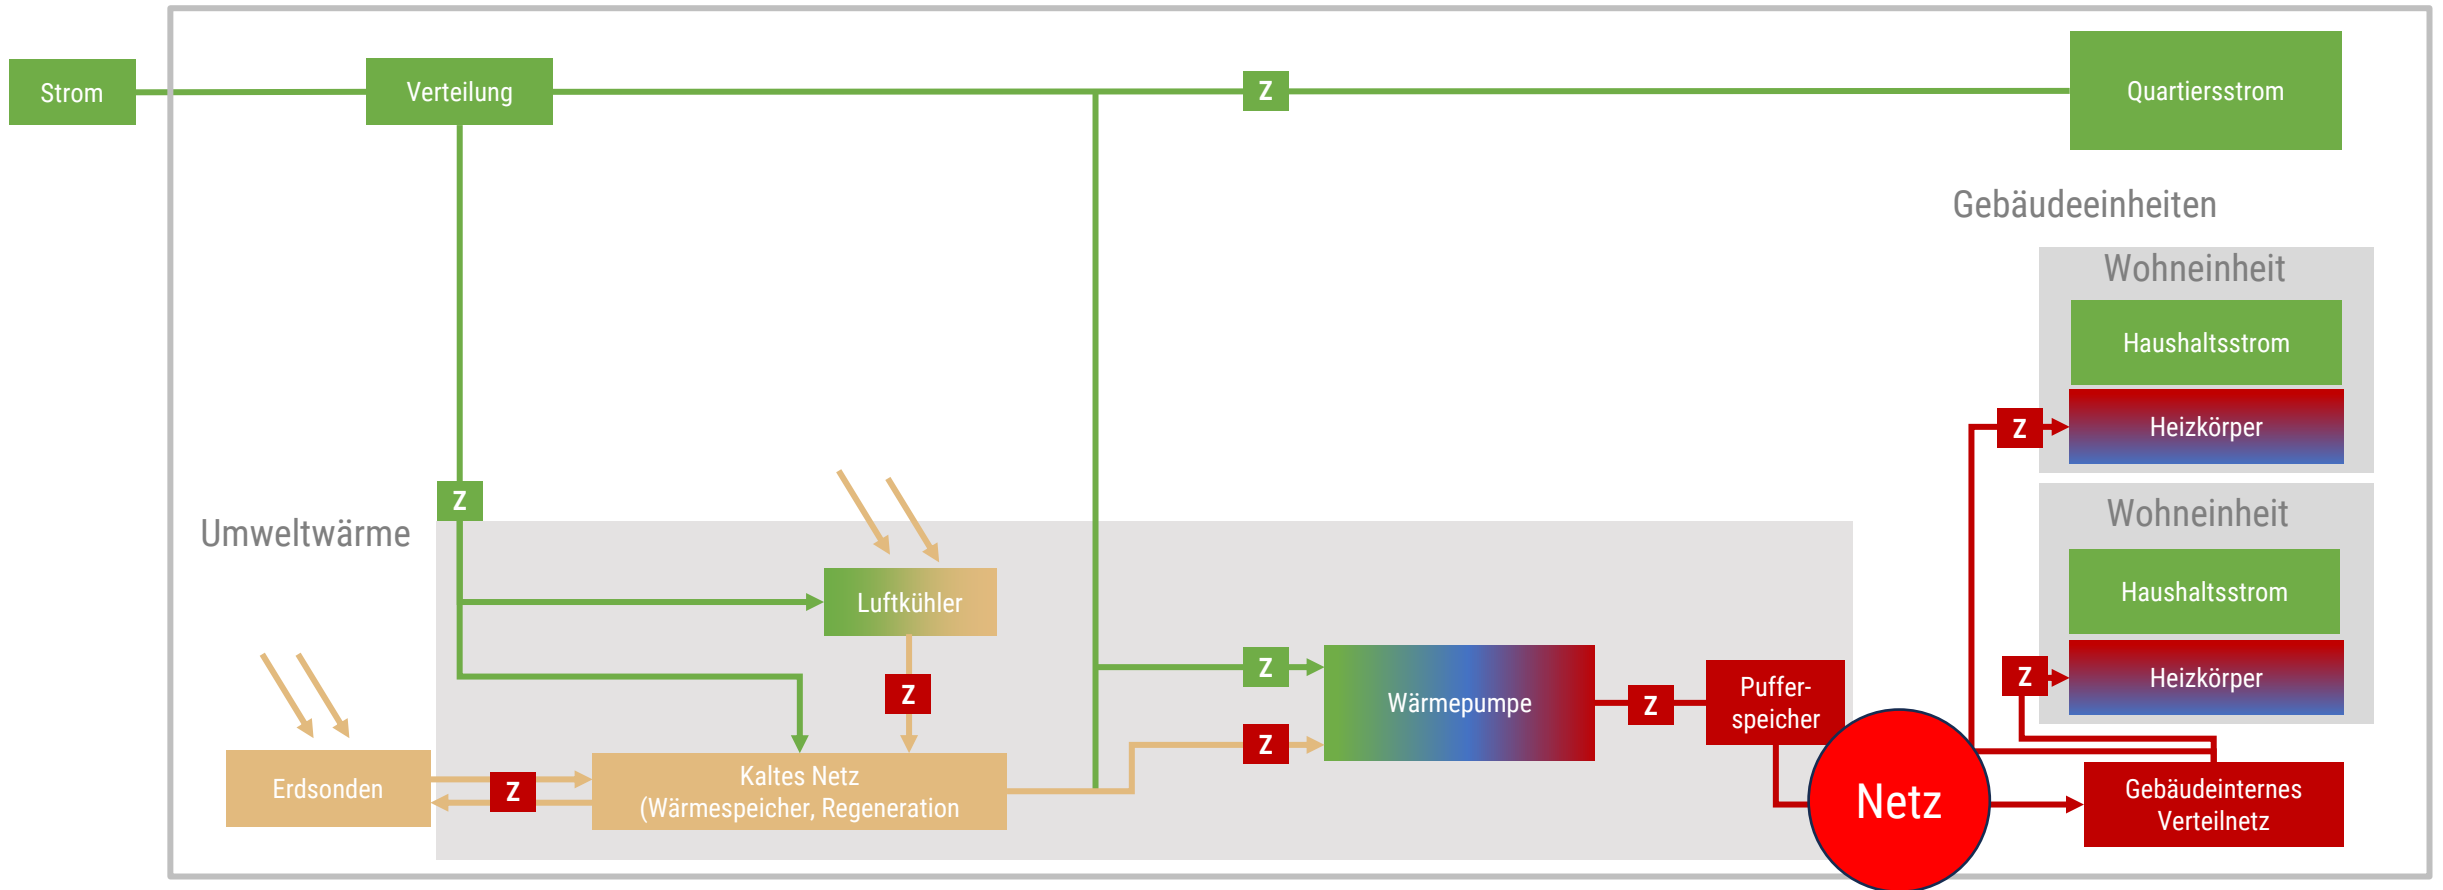 Strom
Verteilung
Z
Quartiersstrom
Gebäudeeinheiten
Wohneinheit
Haushaltsstrom
Z
Heizkörper
Z
Umweltwärme
Wohneinheit
Luftkühler
Haushaltsstrom
Z
Z
Z
Heizkörper
Wärmepumpe
Z
Puffer-
speicher
Z
Erdsonden
Z
Kaltes Netz
(Wärmespeicher, Regeneration
Netz
Gebäudeinternes
Verteilnetz